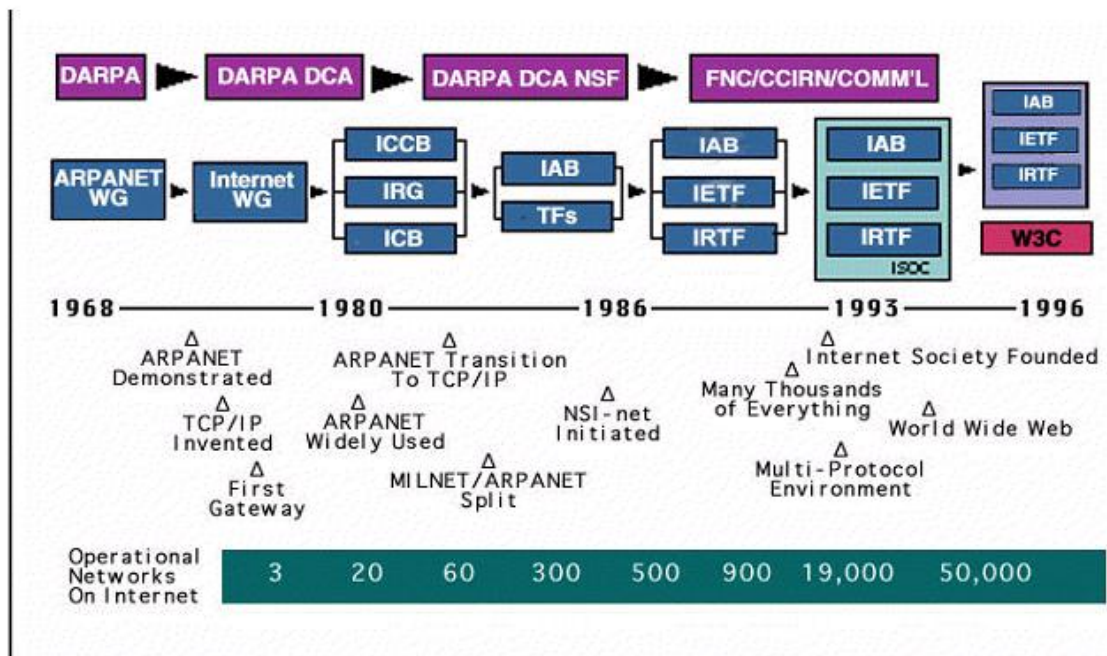 DARPA
DARPA DCA
DARPA DCA NSF
FNC/CCIRN/COMM'L
ARPANET
WG
Internet
WG
ICCB
IRG
ICB
IAB
TFs
IAB
IETF
IRTF
IAB
IETF
IRTF
ISOC
IAB
IETF
IRTF
W3C
1968
1980
1986
1993
1996
ARPANET
Demonstrated
TCP/IP
Invented
First
Gateway
ARPANET Transition
To TCP/IP
ARPANET
Widely Used
MILNET/ARPANET
Split
NSI-net
Initiated
Internet Society Founded
Many Thousands
of Everything
World Wide Web
Multi-Protocol
Environment
Operational
Networks
On Internet
3 20 60 300 500 900 19,000 50,000